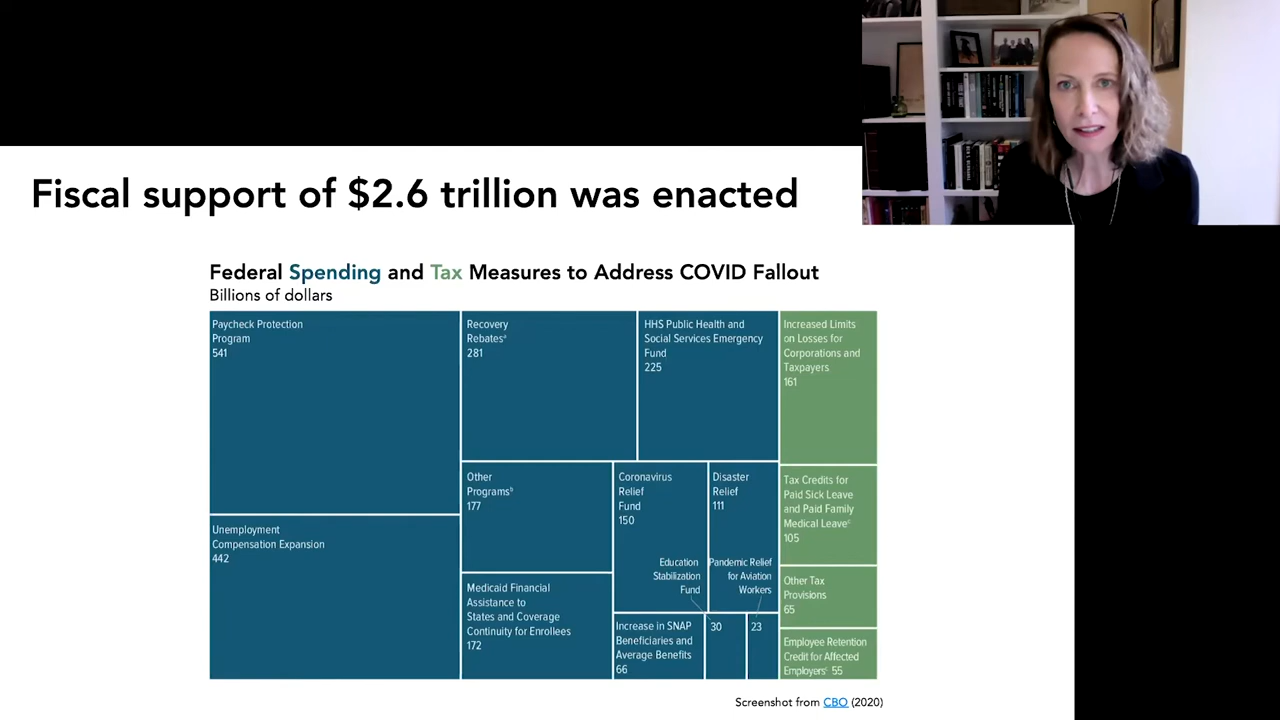 Fiscal support of $2.6 trillion was enacted
Federal Spending and Tax Measures to Address COVID Fallout
Billions of dollars
Paycheck Protection
Program
541
Unemployment
Compensation Expansion
442
Recovery
Rebatesᵃ
281
HHS Public Health and
Social Services Emergency
Fund
225
Other
Programsᵇ
177
Medicaid Financial
Assistance to
States and Coverage
Continuity for Enrollees
172
Coronavirus
Relief
Fund
150
Disaster
Relief
111
Education
Stabilization
Fund
30
Pandemic Relief
for Aviation
Workers
23
Increase in SNAP
Beneficiaries and
Average Benefits
66
Increased Limits
on Losses for
Corporations and
Taxpayers
161
Tax Credits for
Paid Sick Leave
and Paid Family
Medical Leaveᶜ
105
Other Tax
Provisions
65
Employee Retention
Credit for Affected
Employersᶜ 55
Screenshot from CBO (2020)